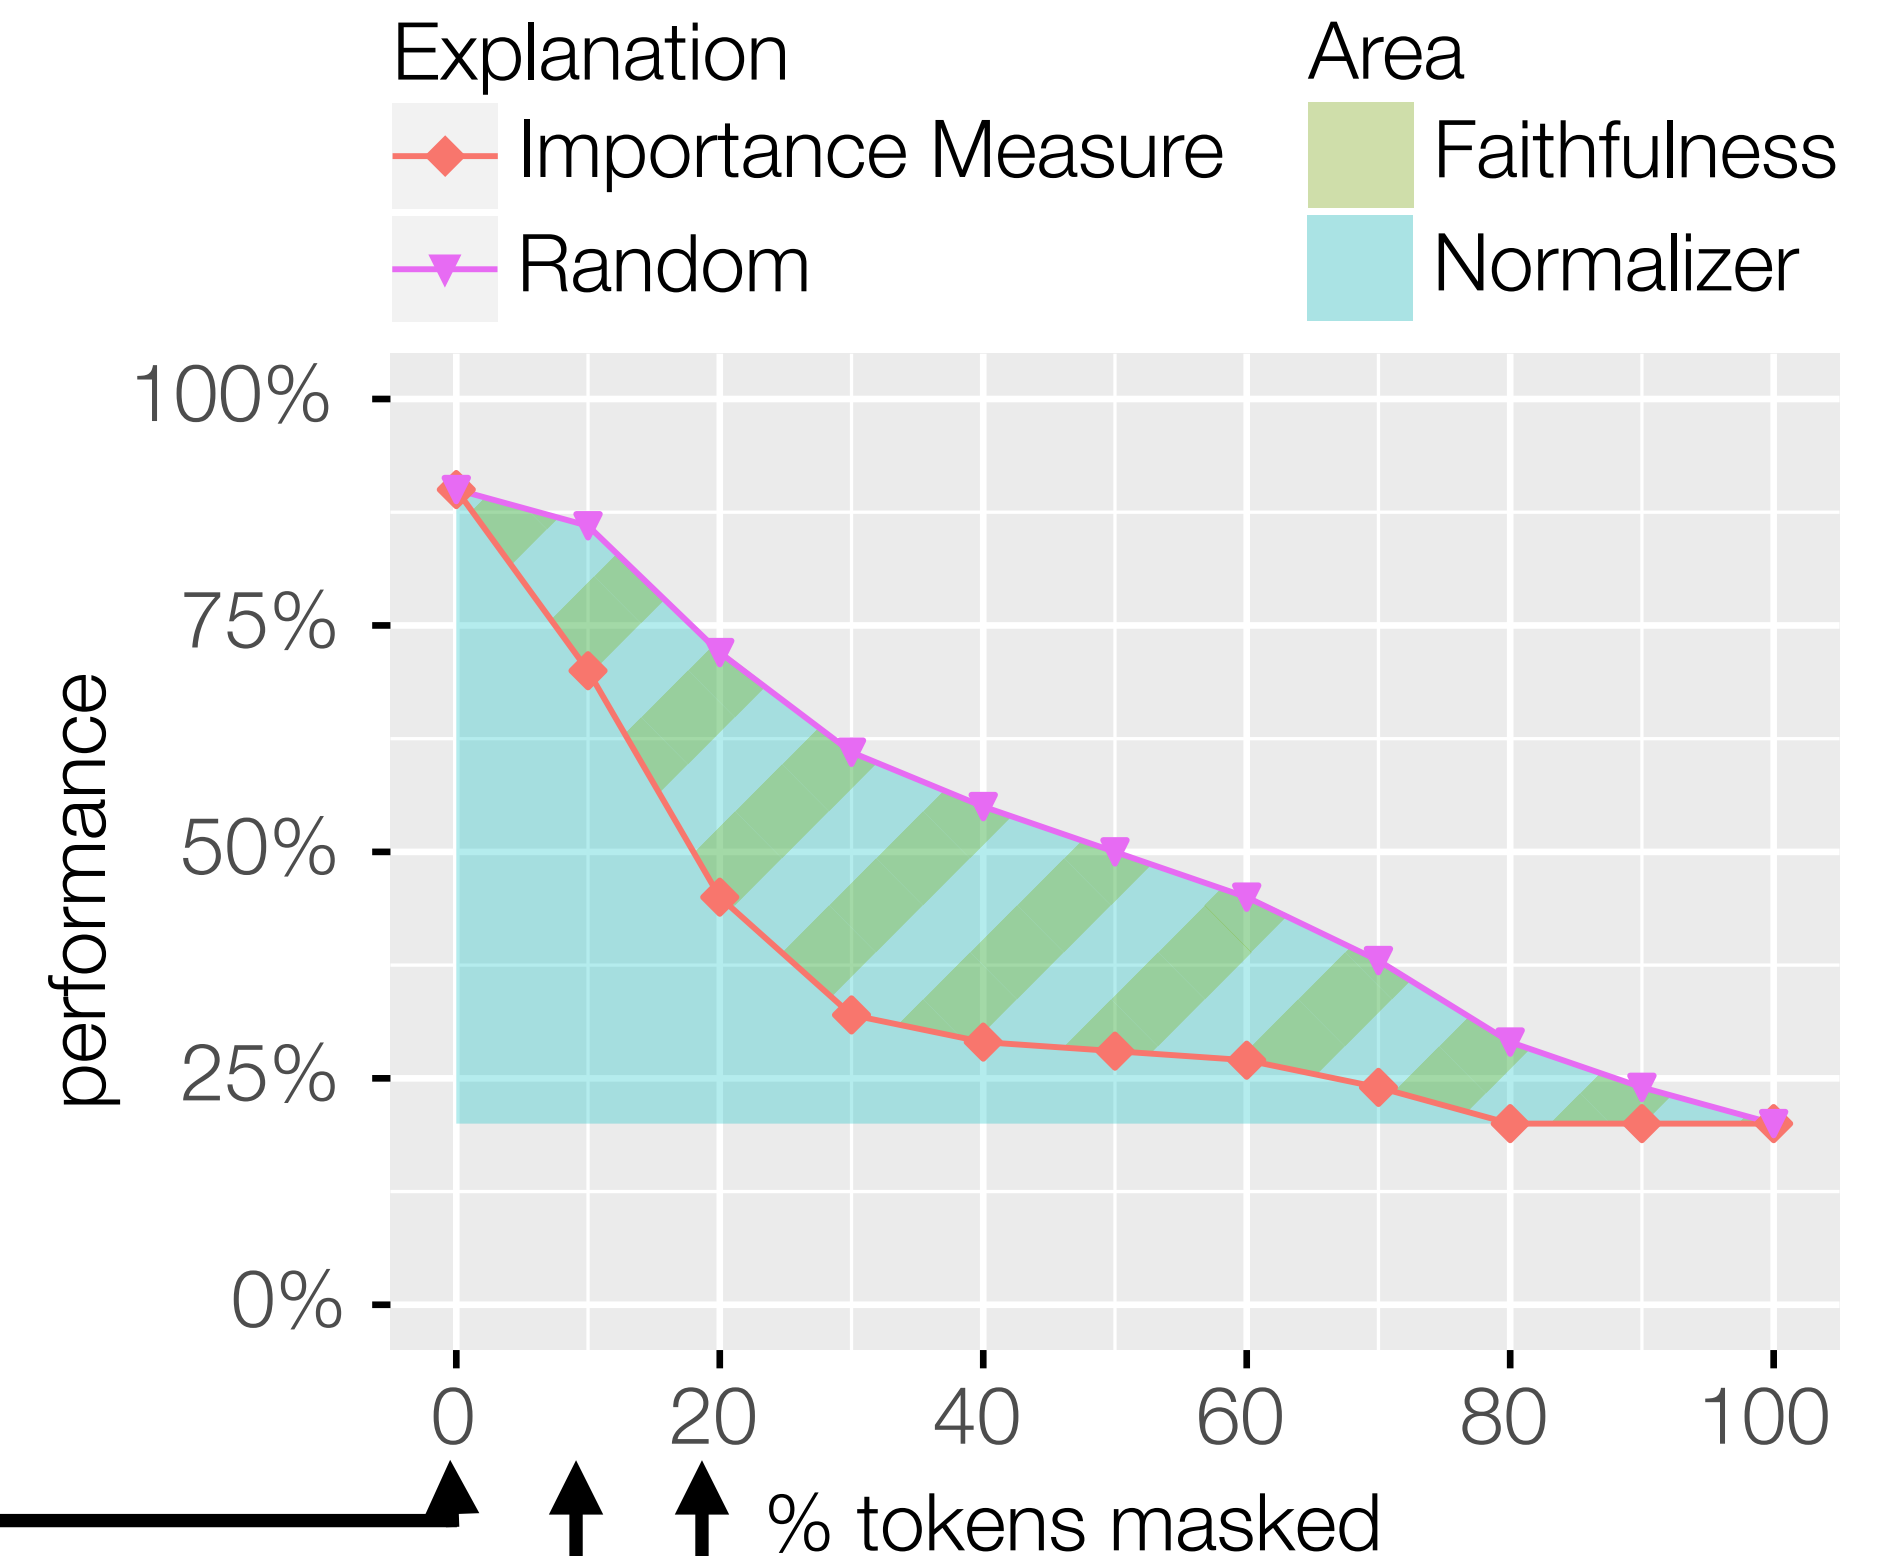 Explanation
Importance Measure
Random
Area
Faithfulness
Normalizer
performance
100%
75%
50%
25%
0%
0 20 40 60 80 100
% tokens masked